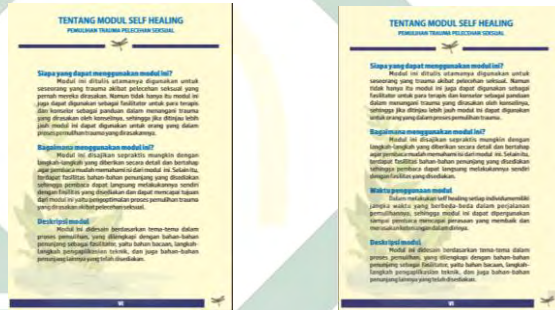 TENTANG MODUL SELF HEALING
PEMULIHAN TRAUMA PELECEHAN SEKSUAL
Siapa yang dapat menggunakan modul ini?
Modul ini ditulis utamanya digunakan untuk
seseorang yang trauma akibat pelecehan seksual yang
pernah mereka dirasakan. Namun tidak hanya itu modul ini
juga dapat digunakan sebagai fasilitator untuk para terapis
dan konselor sebagai panduan dalam menangani trauma
yang dirasakan oleh konselinya, sehingga jika ditinjau lebih
jauh modul ini dapat digunakan untuk orang yang dalam
proses pemulihan trauma yang dirasakannya.
Bagaimana menggunakan modul ini?
Modul ini disajikan sepraktis mungkin dengan
langkah-langkah yang diberikan secara detail dan bertahap
agar pembaca mudah memahami isi dari modul ini. Selain itu,
terdapat fasilitas bahan-bahan penunjang yang disediakan
sehingga pembaca dapat langsung melakukannya sendiri
dengan fasilitas yang disediakan dan dapat mencapai tujuan
dari modul ini yaitu pengoptimalan proses pemulihan trauma
yang dirasakan akibat pelecehan seksual.
Deskripsi modul
Modul ini didesain berdasarkan tema-tema dalam
proses pemulihan, yang dilengkapi dengan bahan-bahan
penunjang sebagai fasilitator, yaitu bahan bacaan, langkah-
langkah pengaplikasian teknik, dan juga bahan-bahan
penunjang lainnya yang telah disediakan.
VI
TENTANG MODUL SELF HEALING
PEMULIHAN TRAUMA PELECEHAN SEKSUAL
Siapa yang dapat menggunakan modul ini?
Modul ini ditulis utamanya digunakan untuk
seseorang yang trauma akibat pelecehan seksual. Namun
tidak hanya itu modul ini juga dapat digunakan sebagai
fasilitator untuk para terapis dan konselor sebagai panduan
dalam menangani trauma yang dirasakan oleh konselinya,
sehingga jika ditinjau lebih jauh modul ini dapat digunakan
untuk orang yang dalam proses pemulihan trauma.
Bagaimana menggunakan modul ini?
Modul ini disajikan sepraktis mungkin dengan
langkah-langkah yang diberikan secara detail dan bertahap
agar pembaca mudah memahami isi dari modul ini. Selain itu,
terdapat fasilitas bahan-bahan penunjang yang disediakan
sehingga pembaca dapat langsung melakukannya sendiri
dengan fasilitas yang disediakan.
Waktu penggunaan modul
Dalam melakukan self healing setiap individu memiliki
jangka waktu yang berbeda-beda dalam perjalanan
pemulihannya, sehingga modul ini dapat dipergunakan
sampai pembaca mencapai perasaan yang membaik dan
merasakan ketenangan dalam dirinya.
Deskripsi modul
Modul ini didesain berdasarkan tema-tema dalam
proses pemulihan, yang dilengkapi dengan bahan-bahan
penunjang sebagai fasilitator, yaitu bahan bacaan, langkah-
langkah pengaplikasian teknik, dan juga bahan-bahan
penunjang lainnya yang telah disediakan.
VI